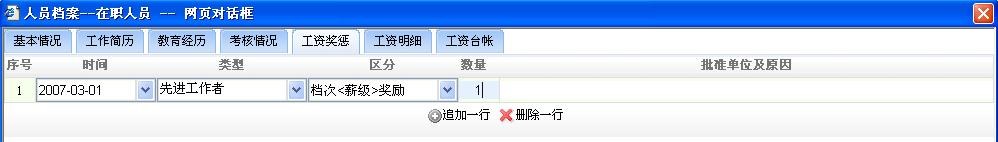 人员档案--在职人员 -- 网页对话框
基本情况 工作简历 教育经历 考核情况 工资奖惩 工资明细 工资台帐
序号 时间 类型 区分 数量 批准单位及原因
1 2007-03-01 先进工作者 档次<薪级>奖励 1
追加一行 删除一行